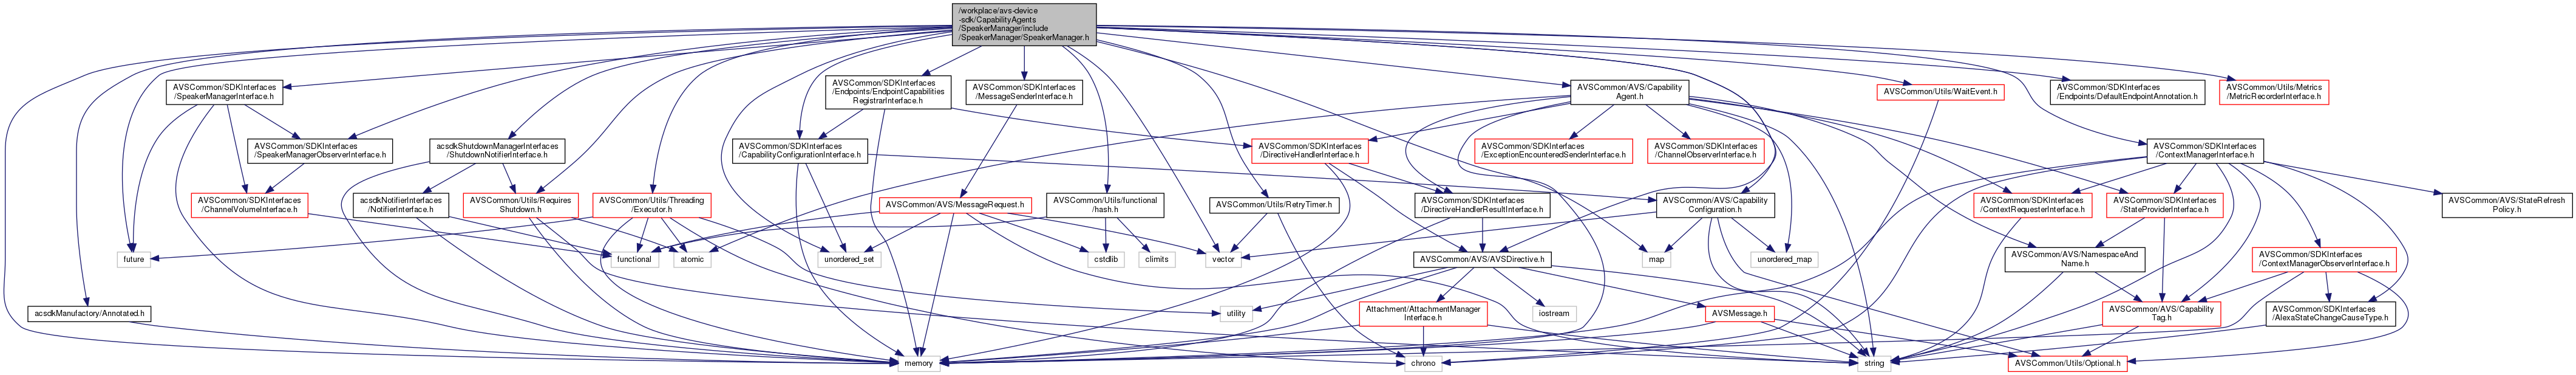 /workplace/avs-device
-sdk/CapabilityAgents
/SpeakerManager/include
/SpeakerManager/SpeakerManager.h
AVSCommon/SDKInterfaces
/SpeakerManagerInterface.h
AVSCommon/SDKInterfaces
/Endpoints/EndpointCapabilities
RegistrarInterface.h
AVSCommon/SDKInterfaces
/MessageSenderInterface.h
AVSCommon/AVS/Capability
Agent.h
AVSCommon/Utils/WaitEvent.h
AVSCommon/SDKInterfaces
/Endpoints/DefaultEndpointAnnotation.h
AVSCommon/Utils/Metrics
/MetricRecorderInterface.h
AVSCommon/SDKInterfaces
/SpeakerManagerObserverInterface.h
acsdkShutdownManagerInterfaces
/ShutdownNotifierInterface.h
AVSCommon/SDKInterfaces
/CapabilityConfigurationInterface.h
AVSCommon/SDKInterfaces
/DirectiveHandlerInterface.h
AVSCommon/SDKInterfaces
/ExceptionEncounteredSenderInterface.h
AVSCommon/SDKInterfaces
/ChannelObserverInterface.h
AVSCommon/SDKInterfaces
/ContextManagerInterface.h
AVSCommon/SDKInterfaces
/ChannelVolumeInterface.h
acsdkNotifierInterfaces
/NotifierInterface.h
AVSCommon/Utils/Requires
Shutdown.h
AVSCommon/Utils/Threading
/Executor.h
AVSCommon/AVS/MessageRequest.h
AVSCommon/Utils/functional
/hash.h
AVSCommon/Utils/RetryTimer.h
AVSCommon/SDKInterfaces
/DirectiveHandlerResultInterface.h
AVSCommon/AVS/Capability
Configuration.h
AVSCommon/SDKInterfaces
/ContextRequesterInterface.h
AVSCommon/SDKInterfaces
/StateProviderInterface.h
AVSCommon/AVS/StateRefresh
Policy.h
future
functional
atomic
unordered_set
cstdlib
climits
vector
AVSCommon/AVS/AVSDirective.h
map
unordered_map
AVSCommon/AVS/NamespaceAnd
Name.h
AVSCommon/SDKInterfaces
/ContextManagerObserverInterface.h
acsdkManufactory/Annotated.h
utility
Attachment/AttachmentManager
Interface.h
iostream
AVSMessage.h
AVSCommon/AVS/Capability
Tag.h
AVSCommon/SDKInterfaces
/AlexaStateChangeCauseType.h
memory
chrono
string
AVSCommon/Utils/Optional.h